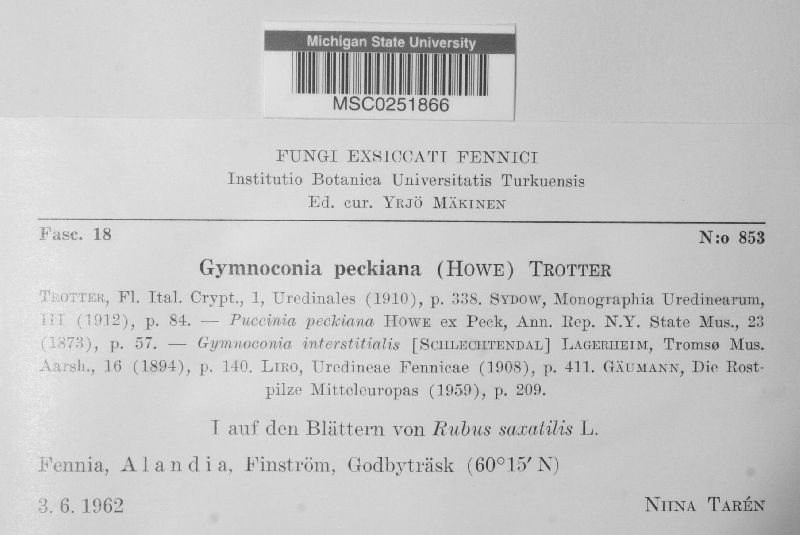 Michigan State University
MSC0251866
FUNGI EXSICCATI FENNICI
Institutio Botanica Universitatis Turkuensis
Ed. cur. YRJÖ MÄKINEN
Fasc. 18 N:o 853
Gymnoconia peckiana (HOWE) TROTTER
TROTTER, Fl. Ital. Crypt., 1, Uredinales (1910), p. 338. SYDOW, Monographia Uredinearum,
III (1912), p. 84. — Puccinia peckiana HOWE ex Peck, Ann. Rep. N.Y. State Mus., 23
(1873), p. 57. — Gymnoconia interstitialis [SCHLECHTENDAL] LAGERHEIM, Tromsø Mus.
Aarsh., 16 (1894), p. 140. LIRO, Uredineae Fennicae (1908), p. 411. GÄUMANN, Die Rost-
pilze Mitteleuropas (1959), p. 209.
I auf den Blättern von Rubus saxatilis L.
Fennia, Alandia, Finström, Godbyträsk (60°15′ N)
3. 6. 1962 NIINA TARÉN